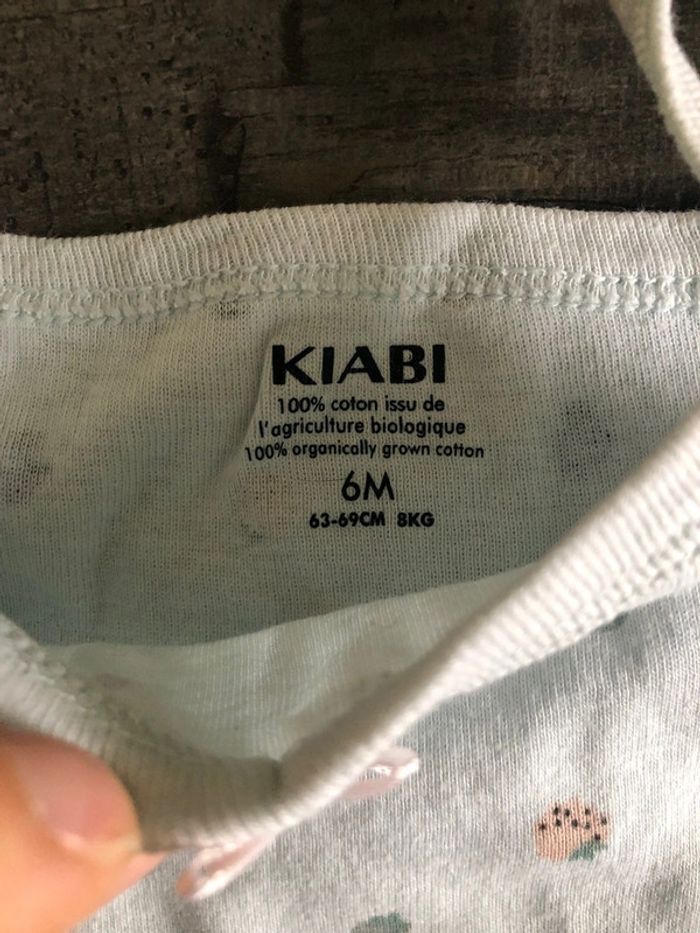 KIABI
100% coton issu de
l'agriculture biologique
100% organically grown cotton
6M
63-69CM 8KG